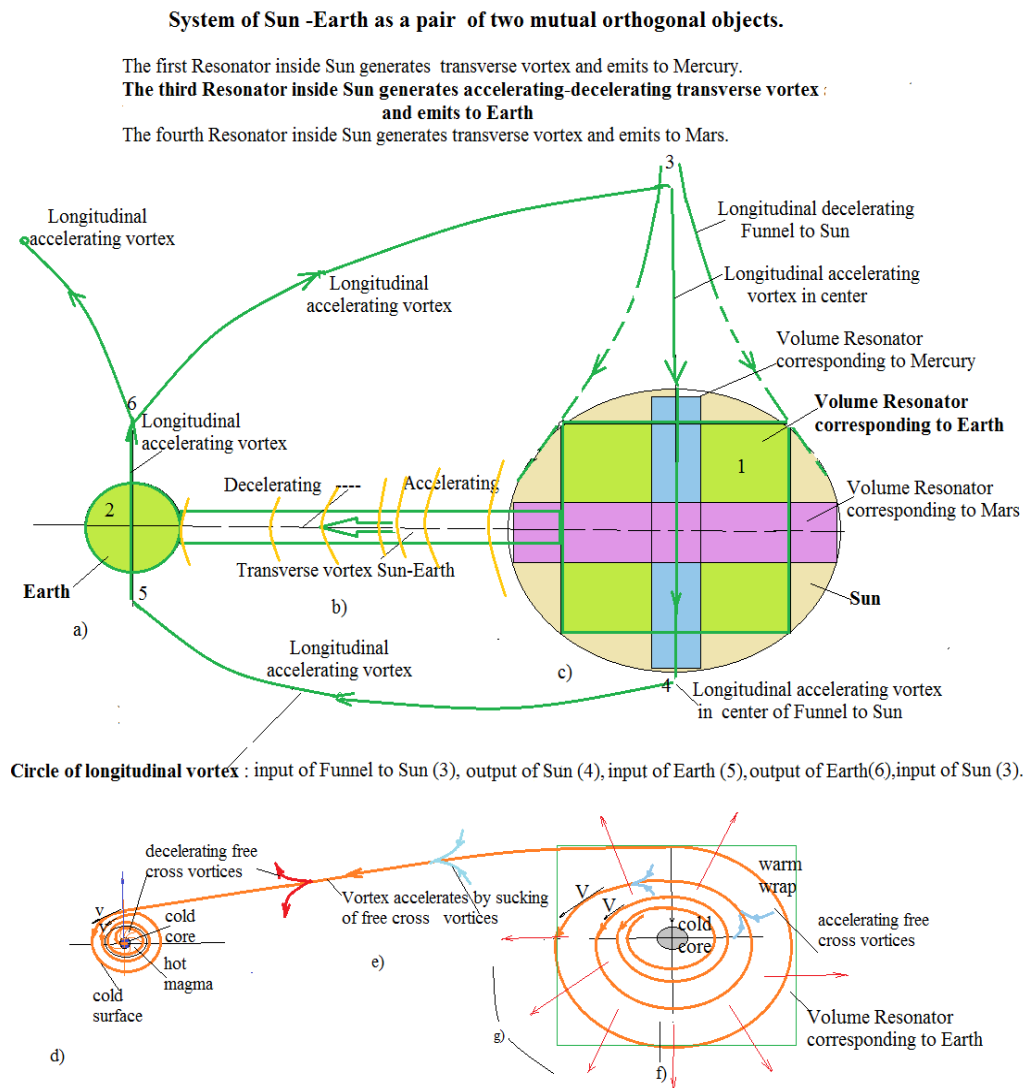 System of Sun -Earth as a pair of two mutual orthogonal objects.
The first Resonator inside Sun generates transverse vortex and emits to Mercury.
The third Resonator inside Sun generates accelerating-decelerating transverse vortex :
and emits to Earth
The fourth Resonator inside Sun generates transverse vortex and emits to Mars.
3
Longitudinal
accelerating vortex
Longitudinal decelerating
Funnel to Sun
Longitudinal
accelerating vortex
Longitudinal accelerating
vortex in center
Volume Resonator
corresponding to Mercury
6
Longitudinal
accelerating vortex
Volume Resonator
corresponding to Earth
1
Decelerating ----
Accelerating
2
Volume Resonator
corresponding to Mars
Transverse vortex Sun-Earth
Earth
5
b)
Sun
a)
Longitudinal
accelerating vortex
c)
4
Longitudinal accelerating vortex
in center of Funnel to Sun
Circle of longitudinal vortex : input of Funnel to Sun (3), output of Sun (4), input of Earth (5), output of Earth(6),input of Sun (3).
decelerating free
cross vortices
Vortex accelerates by sucking
of free cross vortices
warm
wrap
V
V
cold
core
V
V
cold
core
accelerating free
cross vortices
hot
magma
e)
cold
surface
Volume Resonator
corresponding to Earth
g)
d)
f)